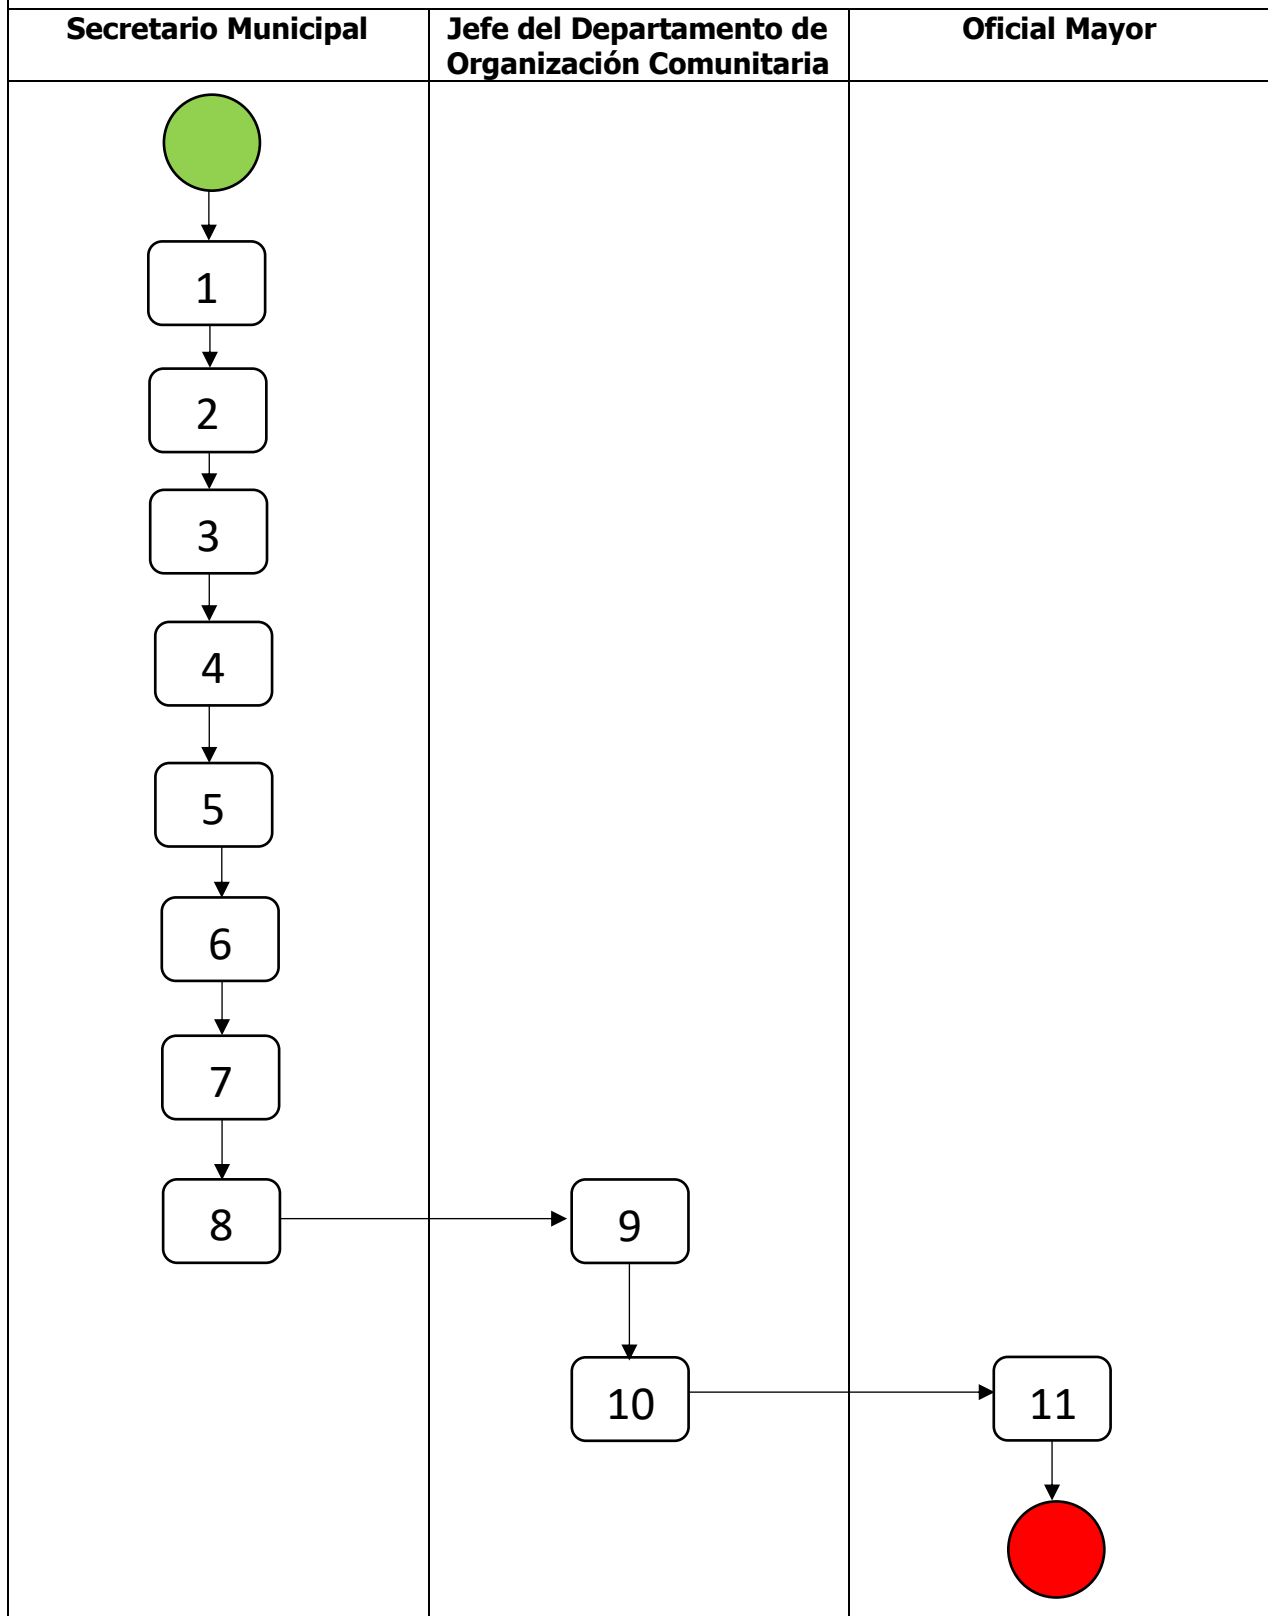 Secretario Municipal
Jefe del Departamento de
Organización Comunitaria
Oficial Mayor
1
2
3
4
5
6
7
8
9
10
11